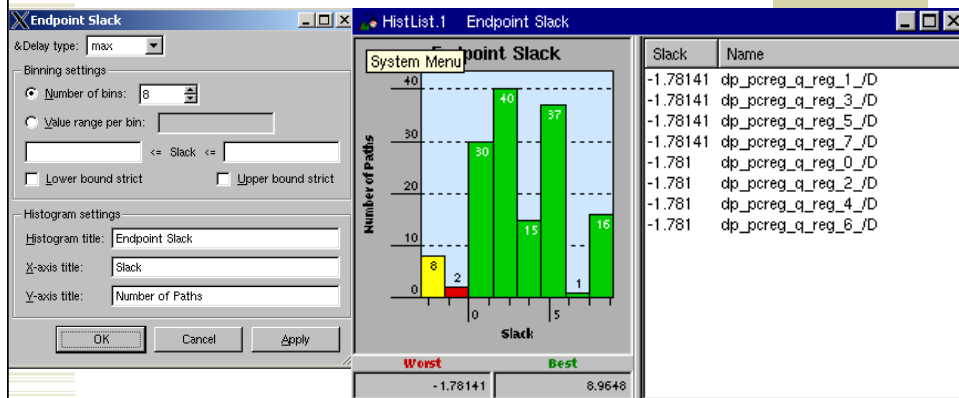 Endpoint Slack
&Delay type: max
Binning settings
Number of bins: 8
Value range per bin:
<= Slack <=
Lower bound strict Upper bound strict
Histogram settings
Histogram title: Endpoint Slack
X-axis title: Slack
Y-axis title: Number of Paths
OK Cancel Apply
HistList.1 Endpoint Slack
System Menu
point Slack
Number of Paths
40
30
20
10
0
8
2
30
40
15
37
1
16
0 5
Slack
Worst Best
-1.78141 8.9648
Slack Name
-1.78141 dp_pcreg_q_reg_1_/D
-1.78141 dp_pcreg_q_reg_3_/D
-1.78141 dp_pcreg_q_reg_5_/D
-1.78141 dp_pcreg_q_reg_7_/D
-1.781 dp_pcreg_q_reg_0_/D
-1.781 dp_pcreg_q_reg_2_/D
-1.781 dp_pcreg_q_reg_4_/D
-1.781 dp_pcreg_q_reg_6_/D